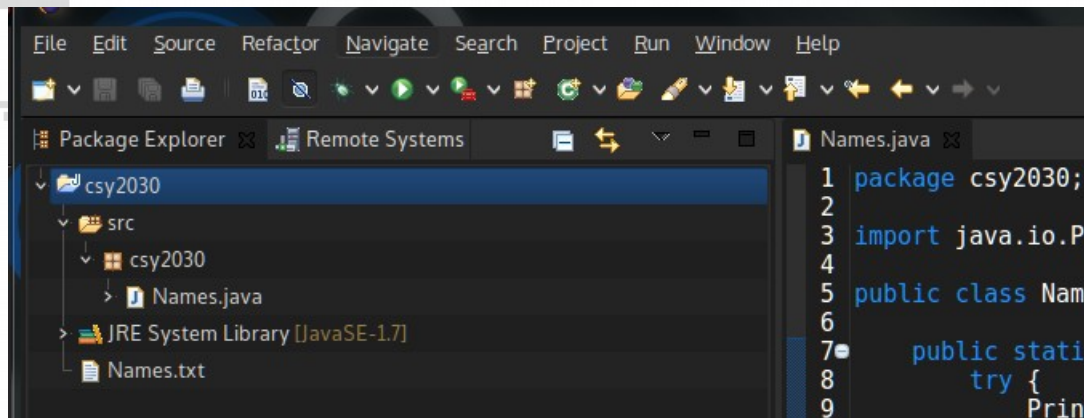 File Edit Source Refactor Navigate Search Project Run Window Help
Package Explorer Remote Systems
csy2030
src
csy2030
Names.java
JRE System Library [JavaSE-1.7]
Names.txt
Names.java
1 package csy2030;
2
3 import java.io.P
4
5 public class Nam
6
7 public stati
8 try {
9 Prin